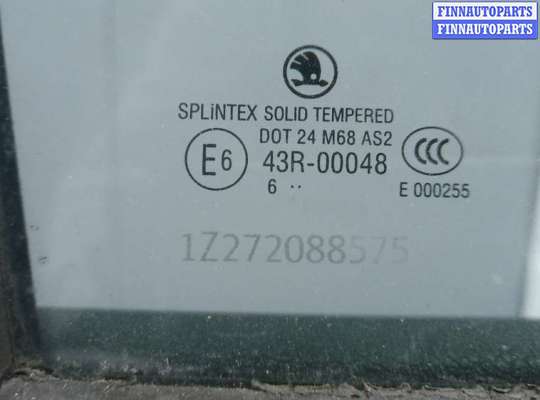 FINNAUTOPARTS
FINNAUTOPARTS
SPLiNTEX SOLID TEMPERED
DOT 24 M68 AS2
E6 43R-00048 CCC
6 ·· E 000255
1Z272088575